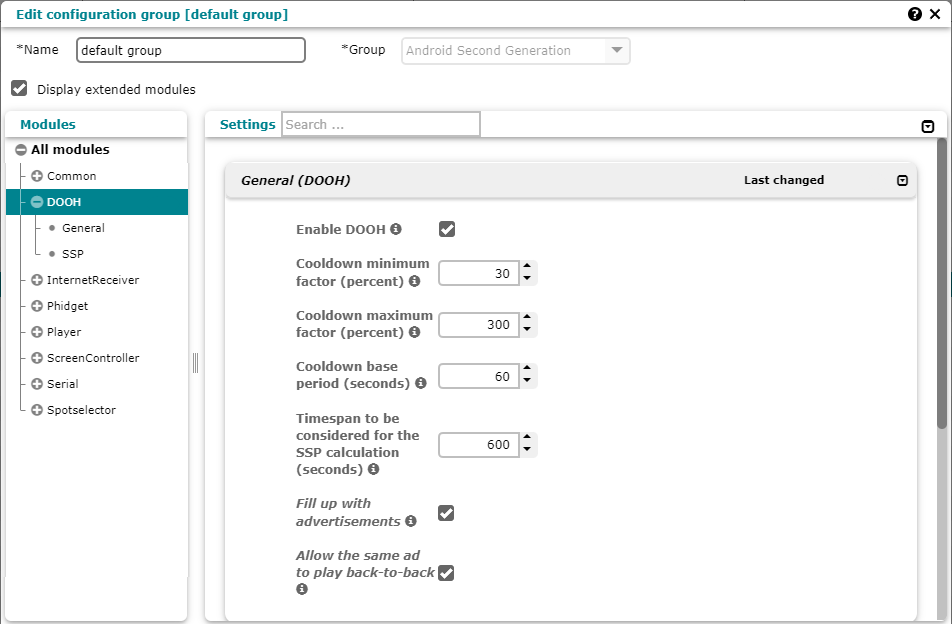 Edit configuration group [default group]
*Name default group *Group Android Second Generation
Display extended modules
Modules
All modules
Common
DOOH
General
SSP
InternetReceiver
Phidget
Player
ScreenController
Serial
Spotselector
Settings Search ...
General (DOOH) Last changed
Enable DOOH
Cooldown minimum
factor (percent) 30
Cooldown maximum
factor (percent) 300
Cooldown base
period (seconds) 60
Timespan to be
considered for the
SSP calculation
(seconds) 600
Fill up with
advertisements
Allow the same ad
to play back-to-back